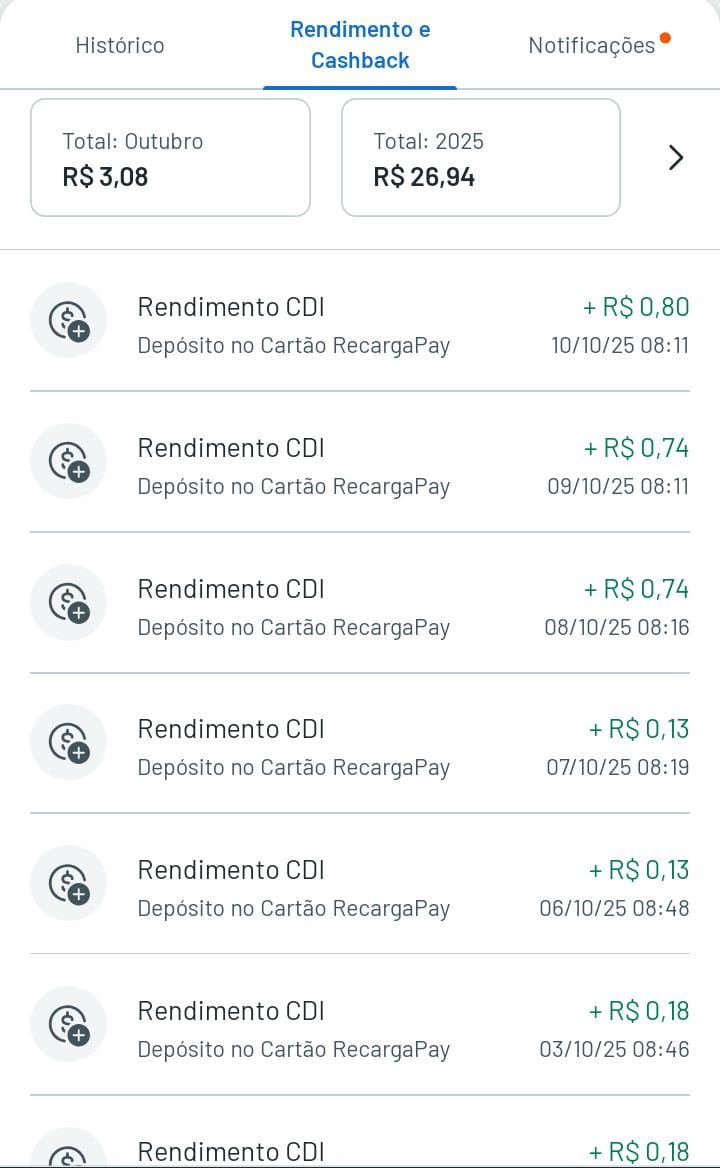 Histórico
Rendimento e
Cashback
Notificações
Total: Outubro
R$ 3,08
Total: 2025
R$ 26,94
Rendimento CDI
+ R$ 0,80
Depósito no Cartão RecargaPay
10/10/25 08:11
Rendimento CDI
+ R$ 0,74
Depósito no Cartão RecargaPay
09/10/25 08:11
Rendimento CDI
+ R$ 0,74
Depósito no Cartão RecargaPay
08/10/25 08:16
Rendimento CDI
+ R$ 0,13
Depósito no Cartão RecargaPay
07/10/25 08:19
Rendimento CDI
+ R$ 0,13
Depósito no Cartão RecargaPay
06/10/25 08:48
Rendimento CDI
+ R$ 0,18
Depósito no Cartão RecargaPay
03/10/25 08:46
Rendimento CDI
+ R$ 0,18